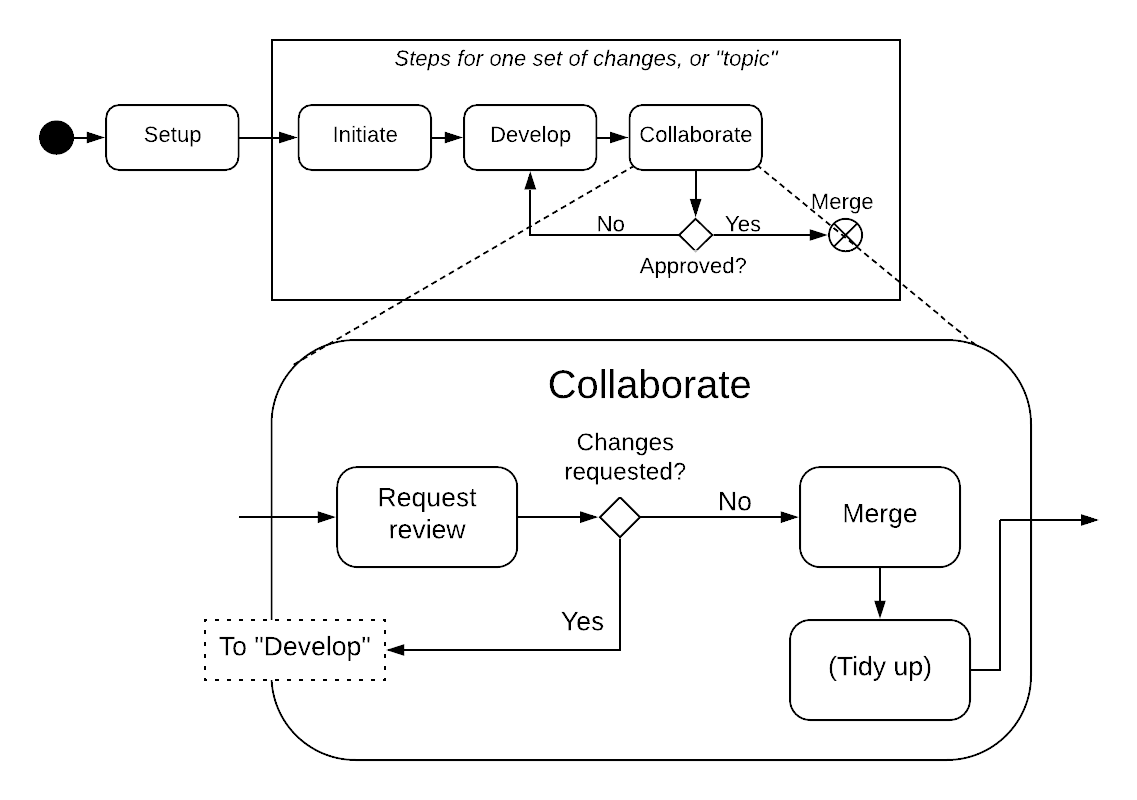 Steps for one set of changes, or "topic"
Setup
Initiate
Develop
Collaborate
Merge
No
Yes
Approved?
Collaborate
Changes
requested?
Request
review
No
Merge
Yes
To "Develop"
(Tidy up)